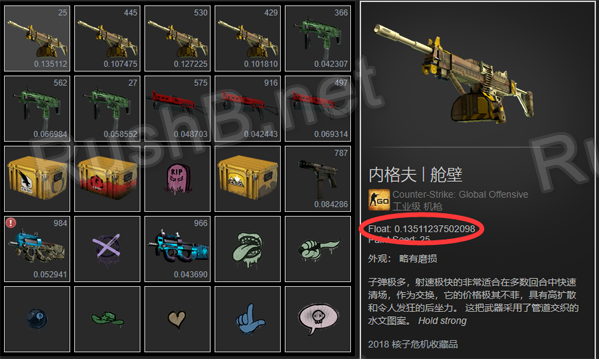 25
445
530
429
366
0.135112
0.107475
0.127225
0.101810
0.042307
562
27
575
916
497
0.066984
0.058552
0.048703
0.042443
0.069314
RIP
787
0.084286
984
966
0.052941
0.043690
内格夫 | 舱壁
CS GO
Counter-Strike: Global Offensive
工业级 机枪
Float: 0.13511237502098
Paint Seed: 25
外观： 略有磨损
子弹极多，射速极快的非常适合在多数回合中快速
清场，作为交换，它的价格极其不菲，具有高扩散
和令人发狂的后坐力。 这把武器采用了管道交织的
水文图案。 Hold strong
2018 核子危机收藏品
RushB.net
Ru